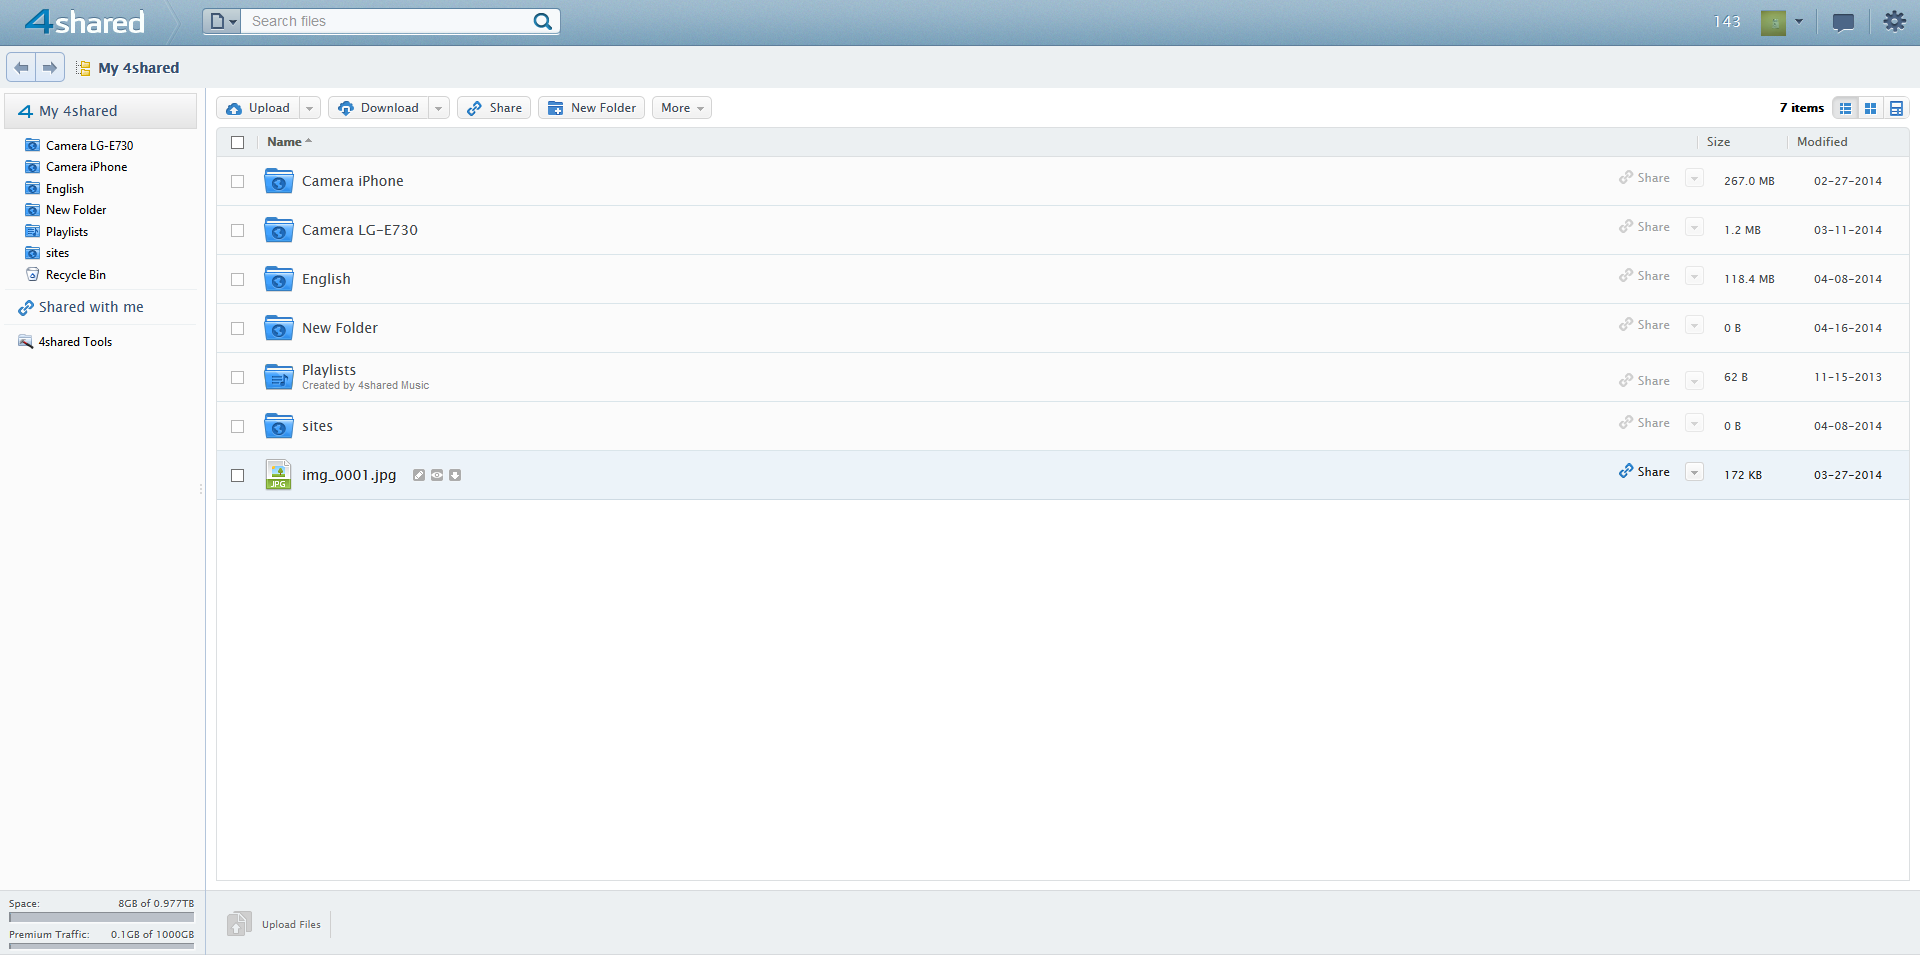 4shared
Search files
143
My 4shared
My 4shared
Camera LG-E730
Camera iPhone
English
New Folder
Playlists
sites
Recycle Bin
Shared with me
4shared Tools
Upload Download Share New Folder More 7 items
Name Size Modified
Camera iPhone Share 267.0 MB 02-27-2014
Camera LG-E730 Share 1.2 MB 03-11-2014
English Share 118.4 MB 04-08-2014
New Folder Share 0 B 04-16-2014
Playlists
Created by 4shared Music Share 62 B 11-15-2013
sites Share 0 B 04-08-2014
JPG img_0001.jpg Share 172 KB 03-27-2014
Space: 8GB of 0.977TB
Premium Traffic: 0.1GB of 1000GB
Upload Files